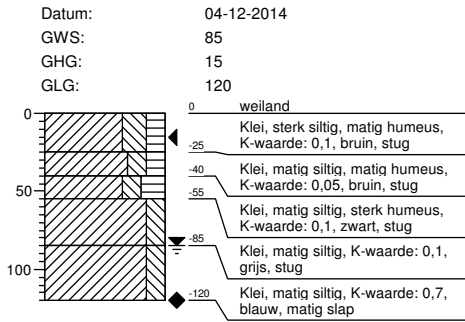 Datum: 04-12-2014
GWS: 85
GHG: 15
GLG: 120
0
0 weiland
Klei, sterk siltig, matig humeus,
K-waarde: 0,1, bruin, stug
-25
-40
Klei, matig siltig, matig humeus,
K-waarde: 0,05, bruin, stug
50
-55
Klei, matig siltig, sterk humeus,
K-waarde: 0,1, zwart, stug
-85
Klei, matig siltig, K-waarde: 0,1,
grijs, stug
100
-120
Klei, matig siltig, K-waarde: 0,7,
blauw, matig slap